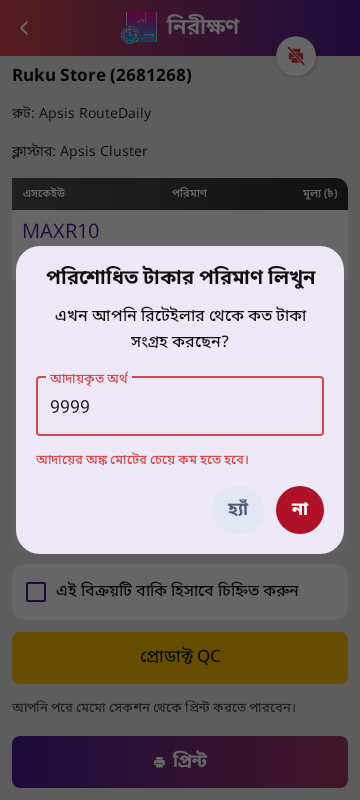 নিরীক্ষণ
Ruku Store (2681268)
রুট: Apsis RouteDaily
ক্লাস্টার: Apsis Cluster
এসকেইউ পরিমাণ মূল্য (৳)
MAXR10
পরিশোধিত টাকার পরিমাণ লিখুন
এখন আপনি রিটেইলার থেকে কত টাকা
সংগ্রহ করছেন?
আদায়কৃত অর্থ
9999
আদায়ের অঙ্ক মোটের চেয়ে কম হতে হবে।
হ্যাঁ না
এই বিক্রয়টি বাকি হিসাবে চিহ্নিত করুন
প্রোডাক্ট QC
আপনি পরে মেমো সেকশন থেকে প্রিন্ট করতে পারবেন।
প্রিন্ট